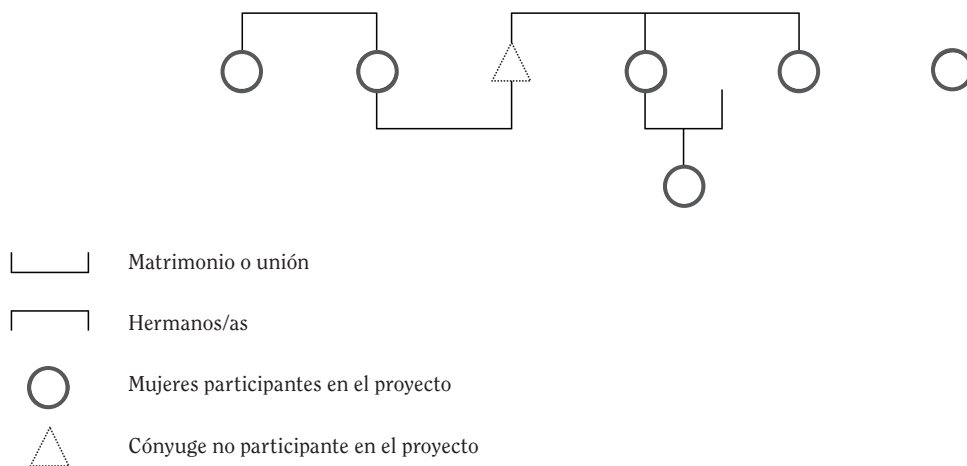 Matrimonio o unión
Hermanos/as
Mujeres participantes en el proyecto
Cónyuge no participante en el proyecto